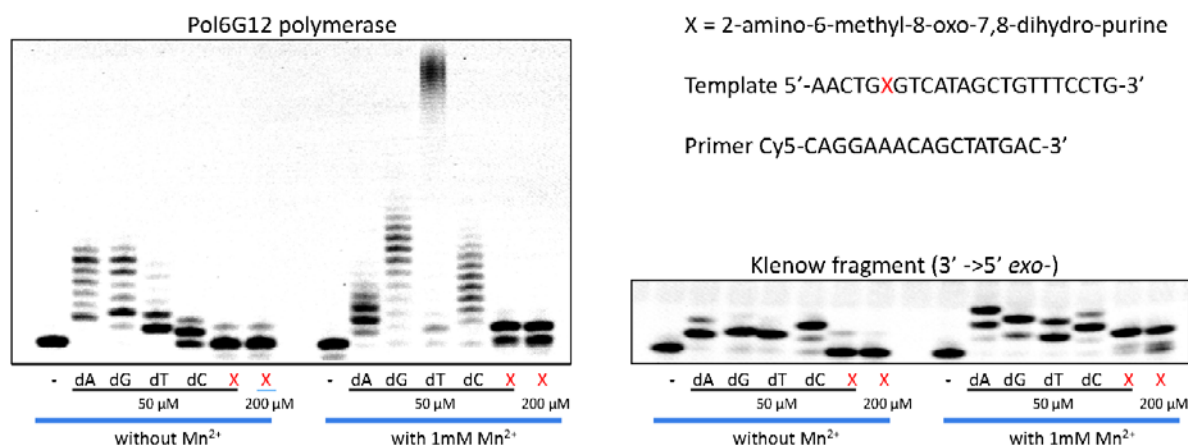 Pol6G12 polymerase
- dA dG dT dC X X - dA dG dT dC X X
50 µM 200 µM 50 µM 200 µM
without Mn²⁺ with 1mM Mn²⁺
X = 2-amino-6-methyl-8-oxo-7,8-dihydro-purine
Template 5’-AACTGXGTCATAGCTGTTTCCTG-3’
Primer Cy5-CAGGAAACAGCTATGAC-3’
Klenow fragment (3’ ->5’ exo-)
- dA dG dT dC X X - dA dG dT dC X X
50 µM 200 µM 50 µM 200 µM
without Mn²⁺ with 1mM Mn²⁺